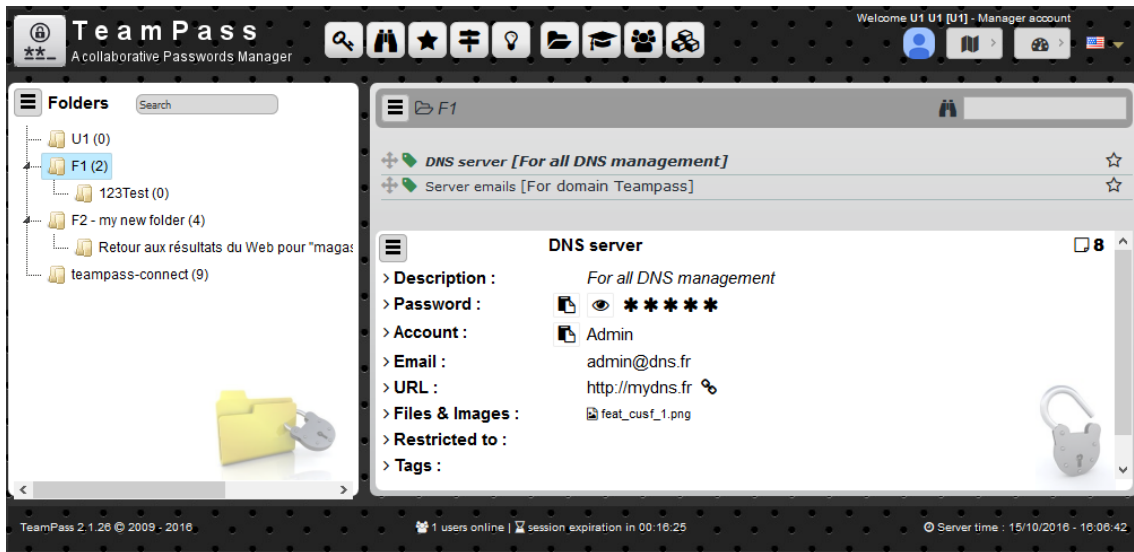 Welcome U1 U1 [U1] - Manager account
TeamPass
A collaborative Passwords Manager
Folders
Search
U1 (0)
F1 (2)
123Test (0)
F2 - my new folder (4)
Retour aux résultats du Web pour "magas
teampass-connect (9)
F1
DNS server [For all DNS management]
Server emails [For domain Teampass]
DNS server
8
Description : For all DNS management
Password : *****
Account : Admin
Email : admin@dns.fr
URL : http://mydns.fr
Files & Images : feat_cusf_1.png
Restricted to :
Tags :
TeamPass 2.1.26 © 2009 - 2016
1 users online | session expiration in 00:16:25
Server time : 15/10/2016 - 16:06:42